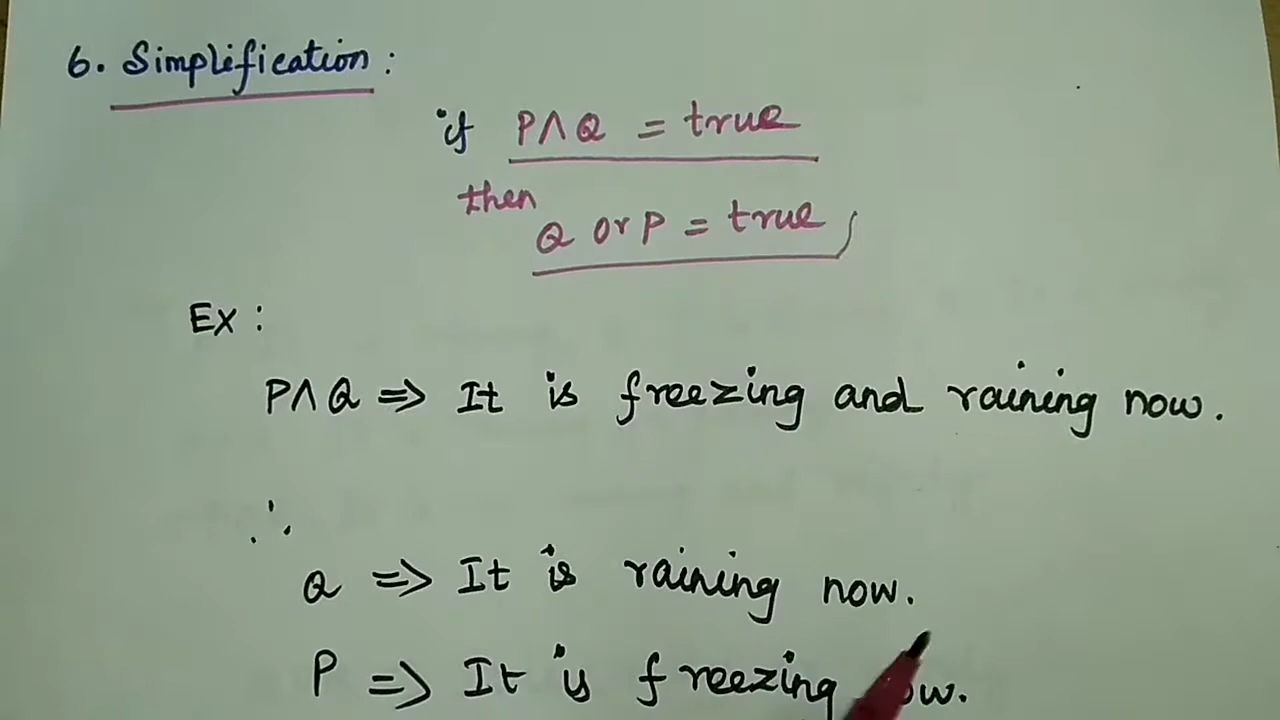 6. Simplification:
if P∧Q = true
then
Q or P = true
Ex:
P∧Q => It is freezing and raining now.
∴
Q => It is raining now.
P => It is freezing now.